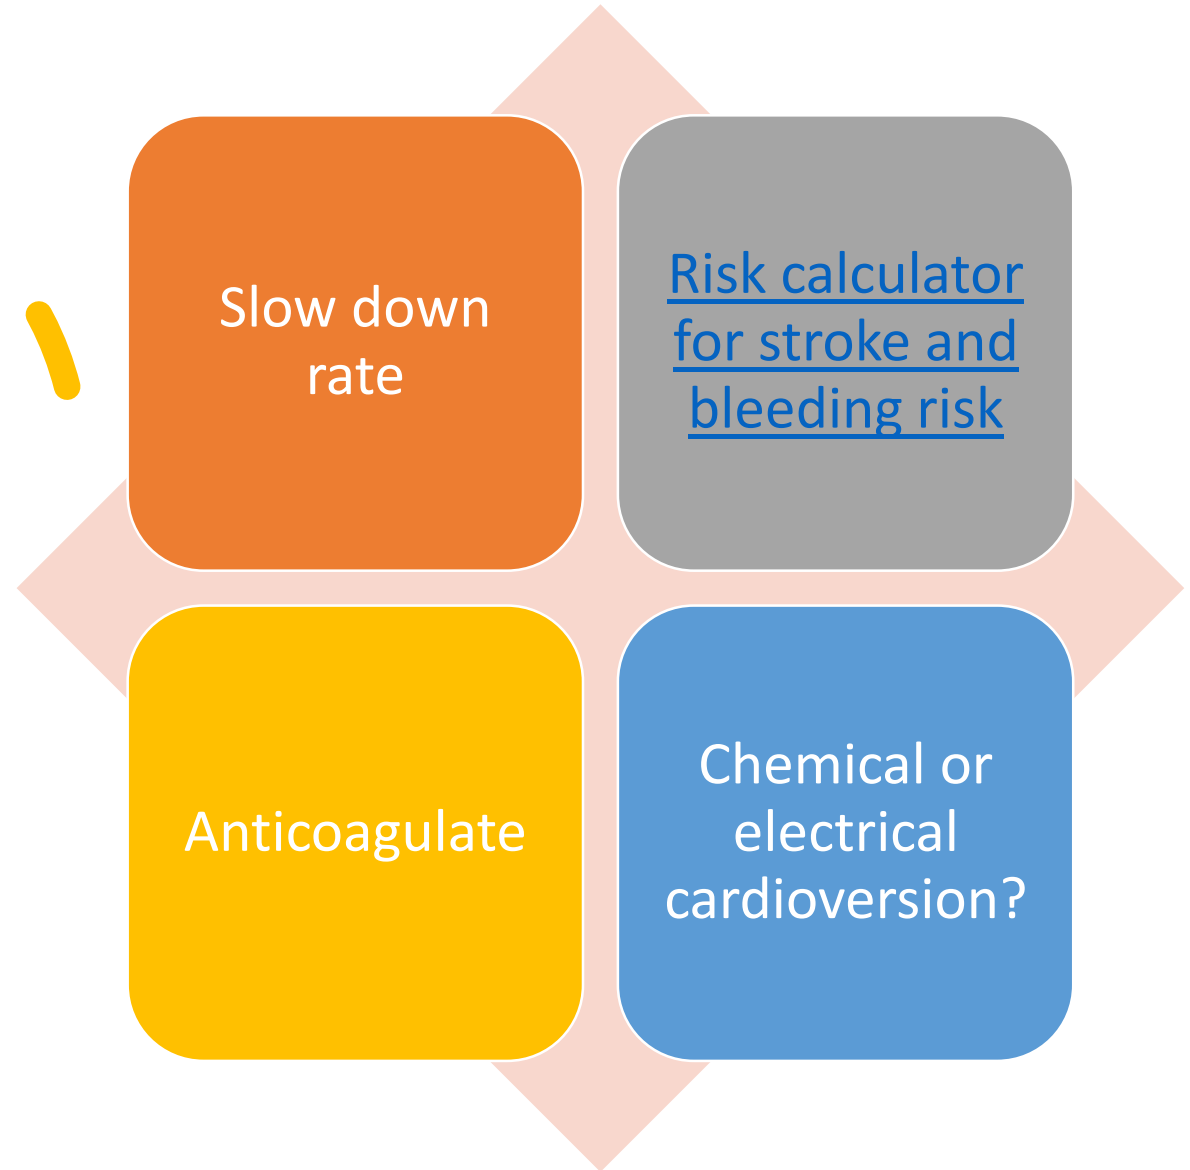 Slow down
rate
Risk calculator
for stroke and
bleeding risk
Anticoagulate
Chemical or
electrical
cardioversion?